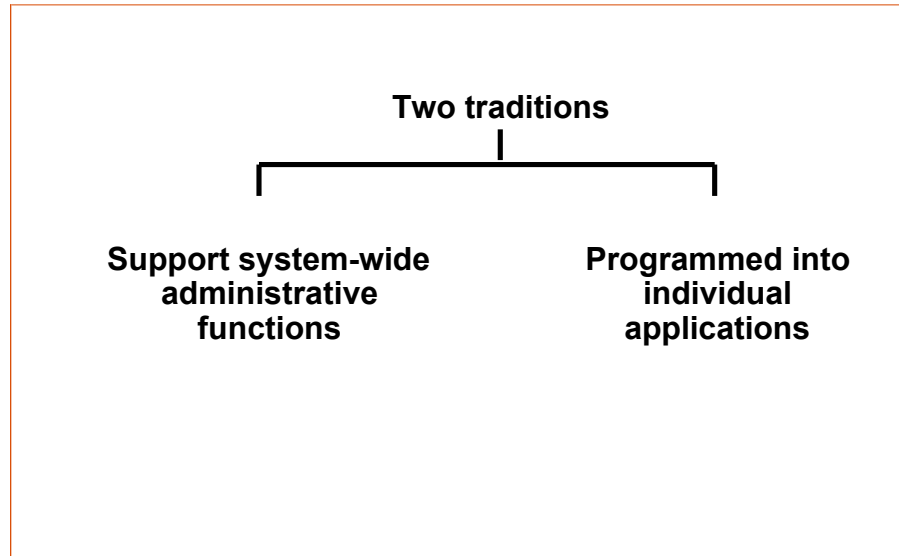 Two traditions
Support system-wide
administrative
functions
Programmed into
individual
applications